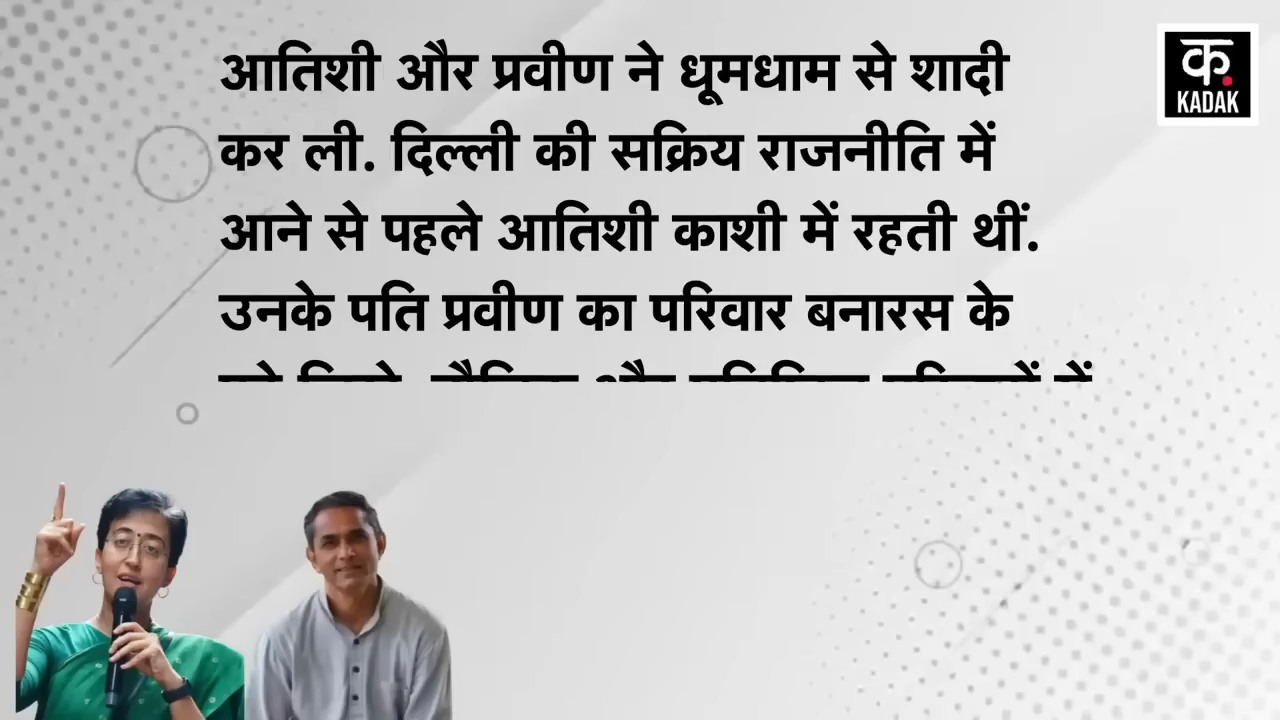 आतिशी और प्रवीण ने धूमधाम से शादी
कर ली. दिल्ली की सक्रिय राजनीति में
आने से पहले आतिशी काशी में रहती थीं.
उनके पति प्रवीण का परिवार बनारस के
क
KADAK